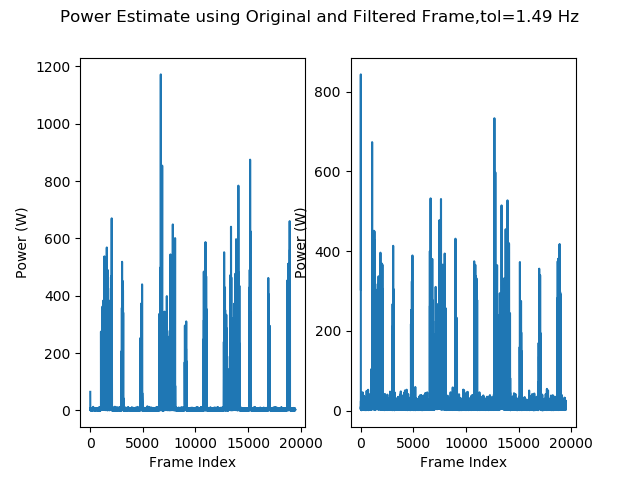 Power Estimate using Original and Filtered Frame,tol=1.49 Hz
1200
1000
800
600
400
200
0
Power (W)
0 5000 10000 15000 20000
Frame Index
800
600
400
200
0
Power (W)
0 5000 10000 15000 20000
Frame Index